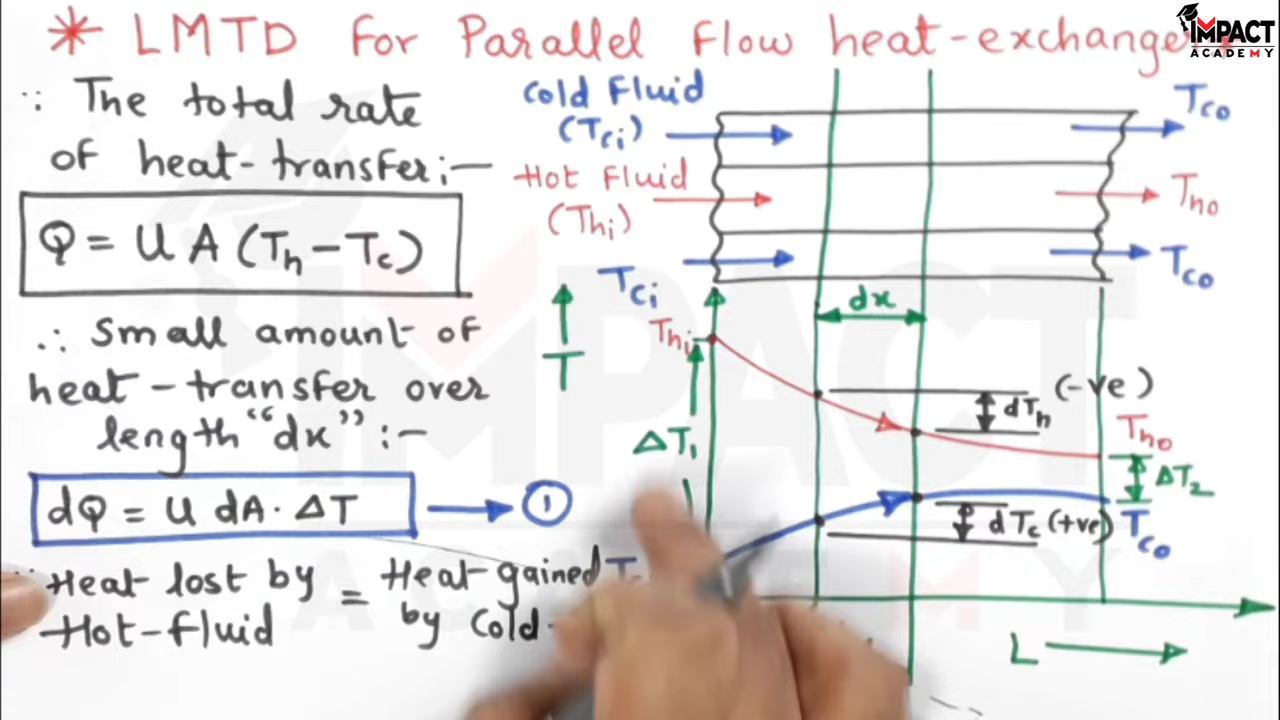 * LMTD for Parallel Flow heat-exchanger
IMPACT
ACADEMY
∵ The total rate
of heat-transfer:-
Q = U A (Th - Tc)
∴ Small amount of
heat-transfer over
length "dx" :-
dQ = U dA · ΔT → ①
Heat lost by = Heat gained
Hot-fluid by Cold
Cold Fluid
(Tci)
Hot Fluid
(Thi)
Tci
Tco
Tho
Tco
T
dx
Thi
ΔT1
dTh (-ve)
Tho
ΔT2
dTc (+ve)
Tco
L